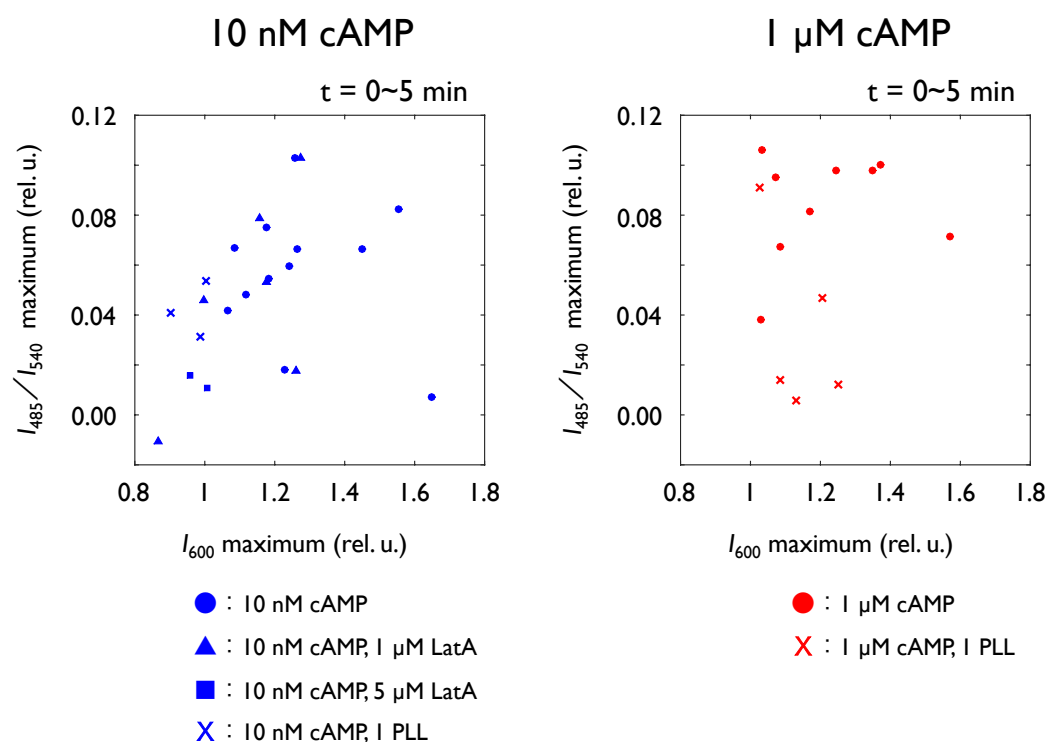 10 nM cAMP
t = 0~5 min
0.12
0.08
0.04
0.00
I485/I540 maximum (rel. u.)
0.8 1 1.2 1.4 1.6 1.8
I600 maximum (rel. u.)
: 10 nM cAMP
: 10 nM cAMP, 1 µM LatA
: 10 nM cAMP, 5 µM LatA
: 10 nM cAMP, 1 PLL
1 µM cAMP
t = 0~5 min
0.12
0.08
0.04
0.00
I485/I540 maximum (rel. u.)
0.8 1 1.2 1.4 1.6 1.8
I600 maximum (rel. u.)
: 1 µM cAMP
: 1 µM cAMP, 1 PLL